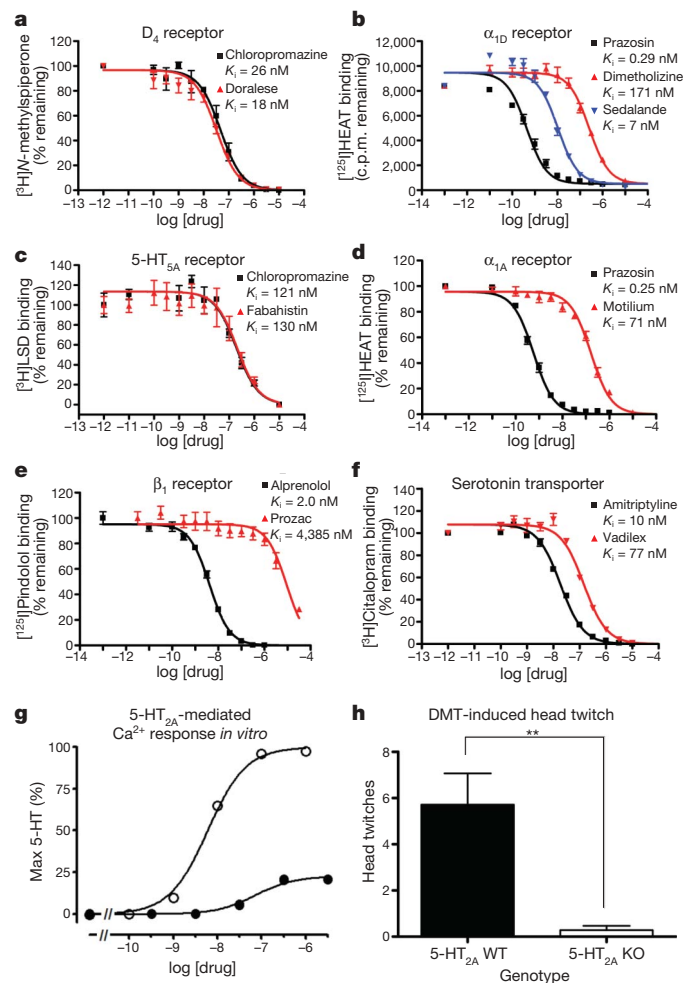 a
D4 receptor
[3H]N-methylspiperone
(% remaining)
120
100
80
60
40
20
0
Chloropromazine
Ki = 26 nM
Doralese
Ki = 18 nM
−13 −12 −11 −10 −9 −8 −7 −6 −5 −4
log [drug]
b
α1D receptor
[125I]HEAT binding
(c.p.m. remaining)
12,000
10,000
8,000
6,000
4,000
2,000
0
Prazosin
Ki = 0.29 nM
Dimetholizine
Ki = 171 nM
Sedalande
Ki = 7 nM
−14 −12 −10 −8 −6 −4
log [drug]
c
5-HT5A receptor
[3H]LSD binding
(% remaining)
140
120
100
80
60
40
20
0
Chloropromazine
Ki = 121 nM
Fabahistin
Ki = 130 nM
−13 −12 −11 −10 −9 −8 −7 −6 −5 −4
log [drug]
d
α1A receptor
[125I]HEAT binding
(% remaining)
120
100
80
60
40
20
0
Prazosin
Ki = 0.25 nM
Motilium
Ki = 71 nM
−14 −12 −10 −8 −6 −4
log [drug]
e
β1 receptor
[125I]Pindolol binding
(% remaining)
120
100
80
60
40
20
0
Alprenolol
Ki = 2.0 nM
Prozac
Ki = 4,385 nM
−14 −12 −10 −8 −6 −4
log [drug]
f
Serotonin transporter
[3H]Citalopram binding
(% remaining)
140
120
100
80
60
40
20
0
Amitriptyline
Ki = 10 nM
Vadilex
Ki = 77 nM
−13 −12 −11 −10 −9 −8 −7 −6 −5 −4
log [drug]
g
5-HT2A-mediated
Ca2+ response in vitro
Max 5-HT (%)
100
75
50
25
0
−10 −9 −8 −7 −6
log [drug]
h
DMT-induced head twitch
**
Head twitches
8
6
4
2
0
5-HT2A WT 5-HT2A KO
Genotype